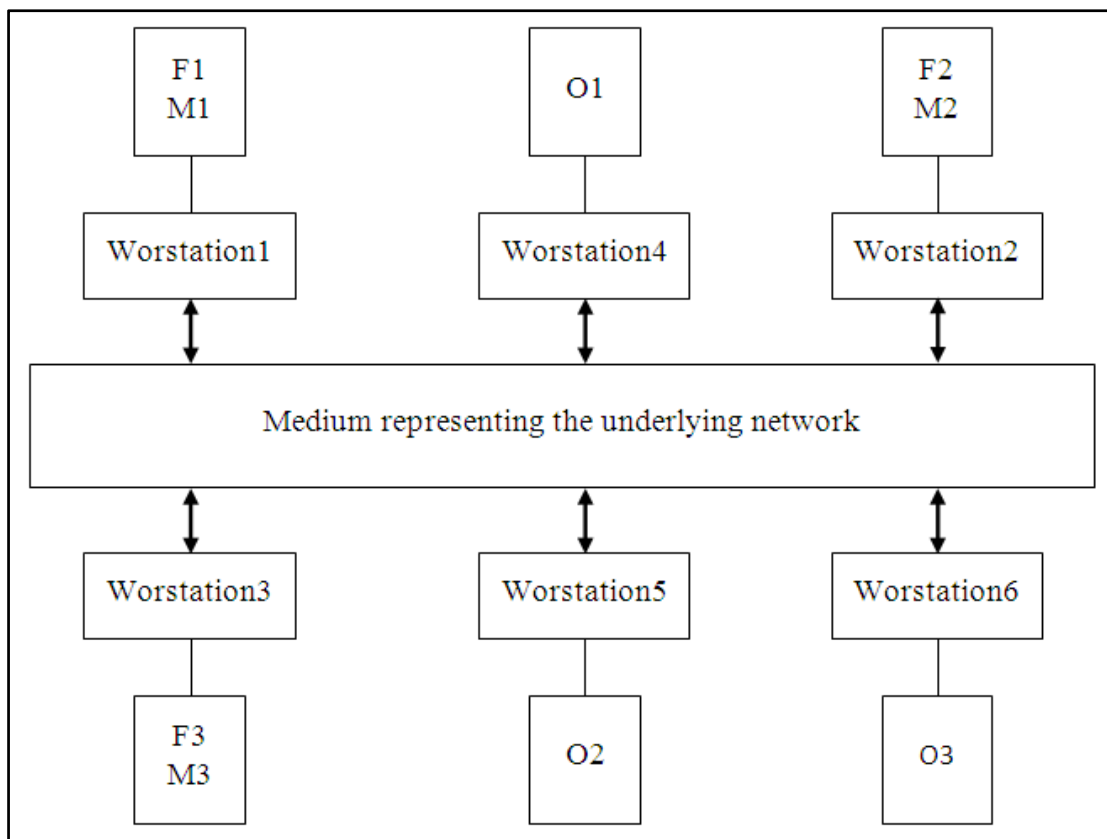 F1
M1
O1
F2
M2
Worstation1
Worstation4
Worstation2
Medium representing the underlying network
Worstation3
Worstation5
Worstation6
F3
M3
O2
O3